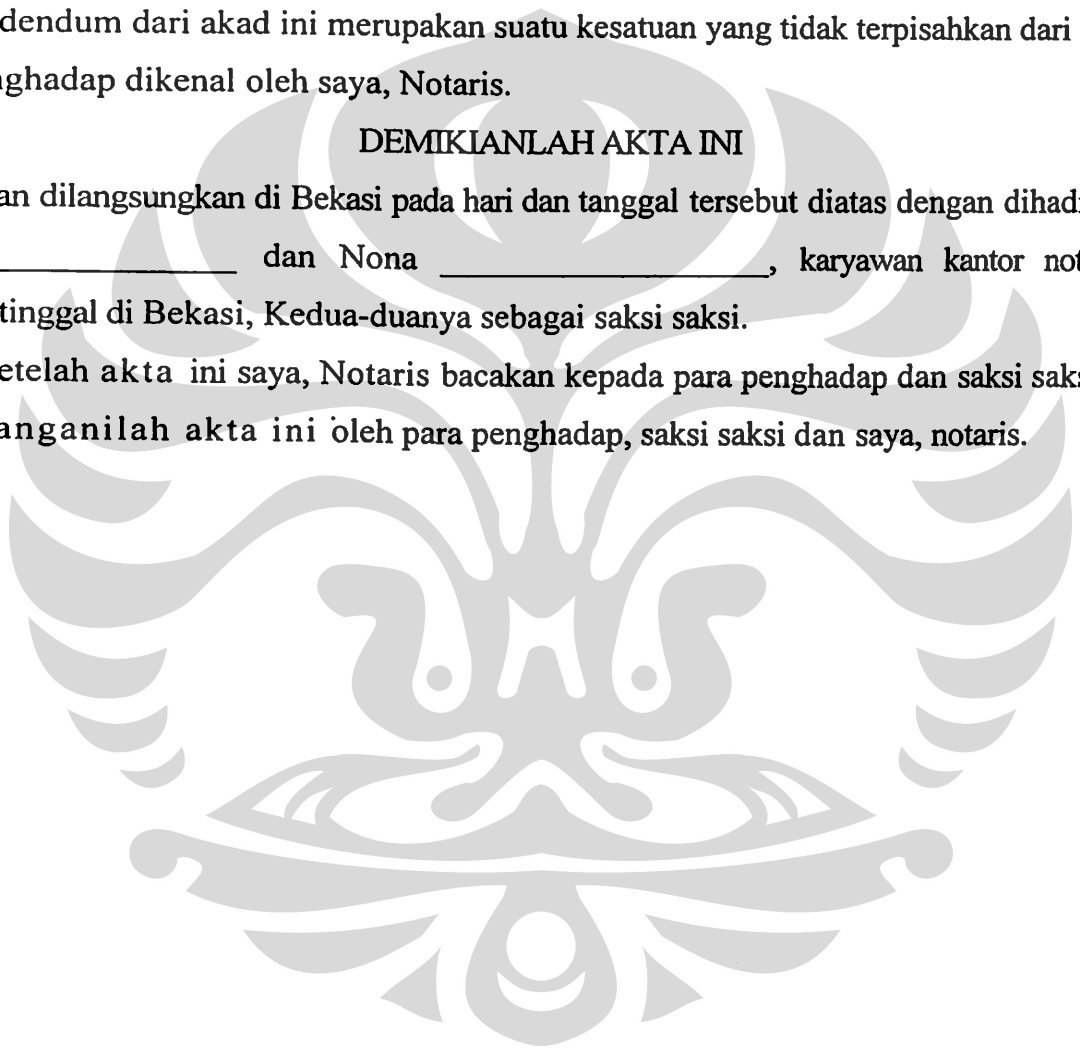 dendum dari akad ini merupakan suatu kesatuan yang tidak terpisahkan dari
ghadap dikenal oleh saya, Notaris.
DEMIKIANLAH AKTA INI
an dilangsungkan di Bekasi pada hari dan tanggal tersebut diatas dengan dihadi
____________ dan Nona ________________, karyawan kantor not
tinggal di Bekasi, Kedua-duanya sebagai saksi saksi.
etelah akta ini saya, Notaris bacakan kepada para penghadap dan saksi saks
anganilah akta ini oleh para penghadap, saksi saksi dan saya, notaris.